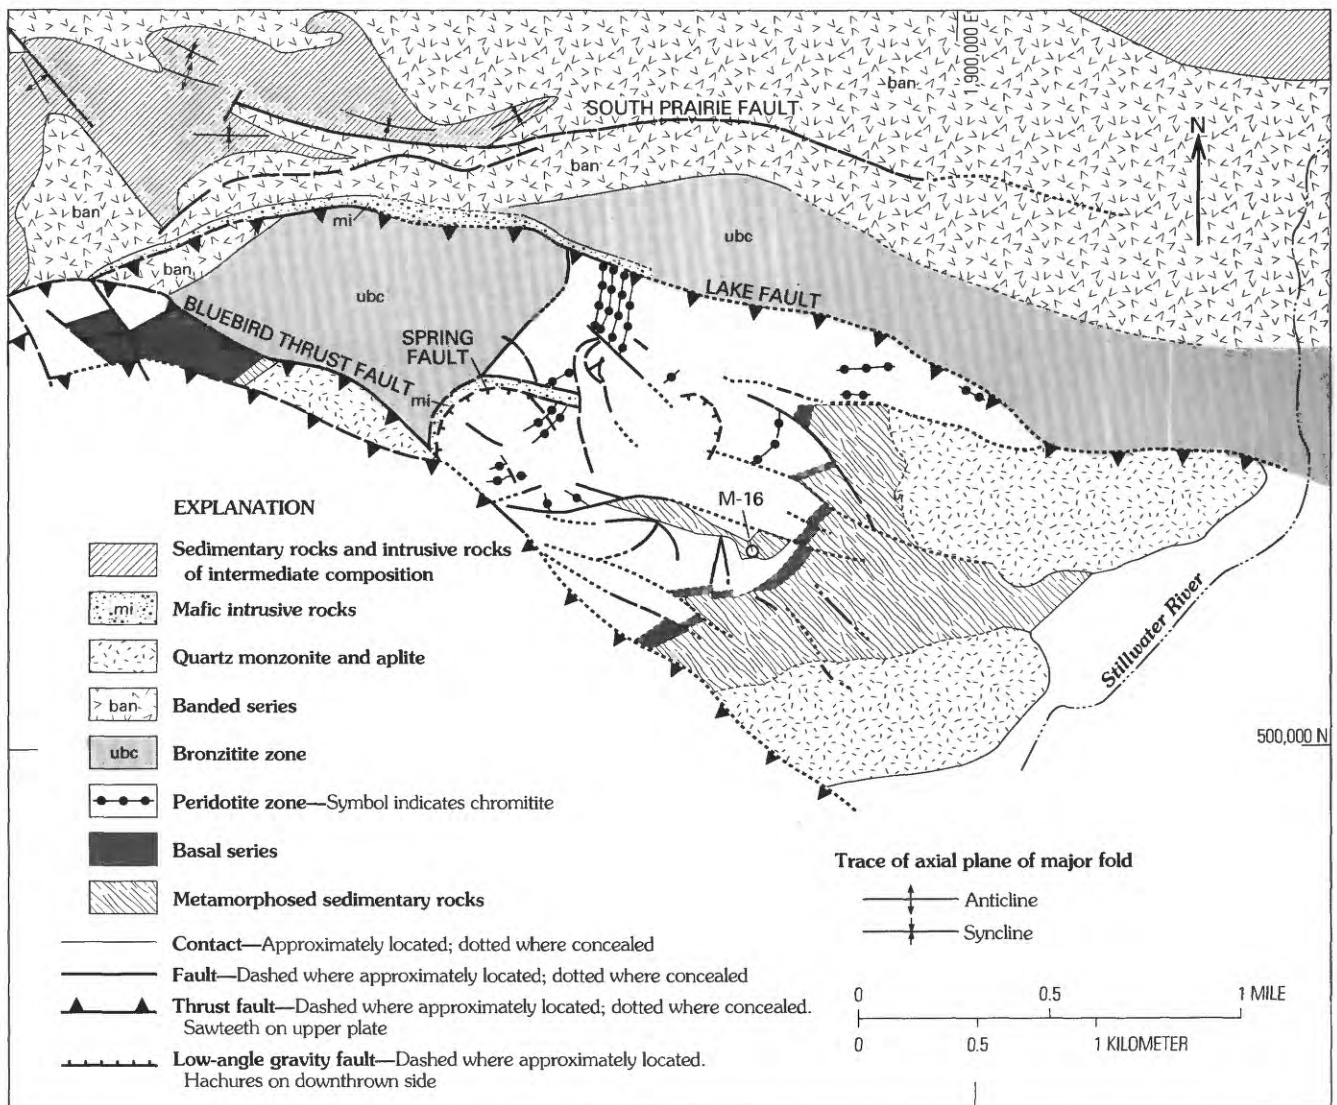 1,900,000 E
ban
SOUTH PRAIRIE FAULT
N
ban
ban
mi
ubc
ban
ubc
LAKE FAULT
BLUEBIRD THRUST FAULT
SPRING
FAULT
mi
M-16
Stillwater River
500,000 N
EXPLANATION
Sedimentary rocks and intrusive rocks
of intermediate composition
mi
Mafic intrusive rocks
Quartz monzonite and aplite
ban
Banded series
ubc
Bronzitite zone
Peridotite zone—Symbol indicates chromitite
Basal series
Metamorphosed sedimentary rocks
Contact—Approximately located; dotted where concealed
Fault—Dashed where approximately located; dotted where concealed
Thrust fault—Dashed where approximately located; dotted where concealed.
Sawteeth on upper plate
Low-angle gravity fault—Dashed where approximately located.
Hachures on downthrown side
Trace of axial plane of major fold
Anticline
Syncline
0 0.5 1 MILE
0 0.5 1 KILOMETER